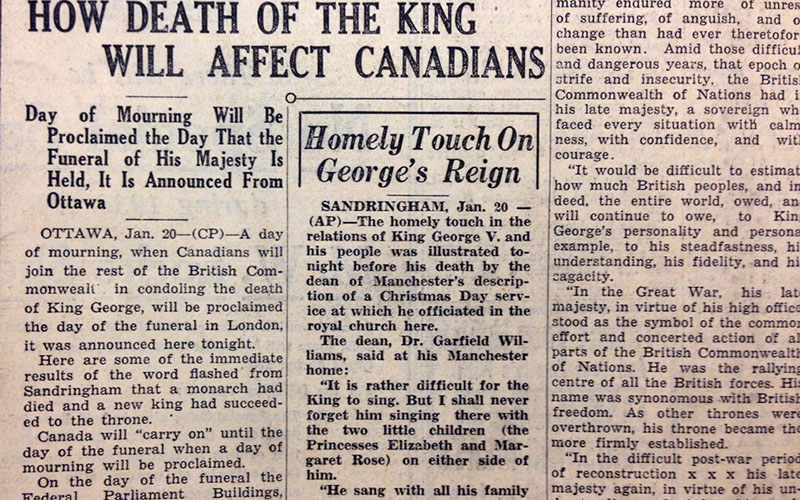 HOW DEATH OF THE KING
WILL AFFECT CANADIANS
Day of Mourning Will Be
Proclaimed the Day That the
Funeral of His Majesty Is
Held, It Is Announced From
Ottawa
OTTAWA, Jan. 20—(CP)—A day
of mourning, when Canadians will
join the rest of the British Com-
monwealt in condoling the death
of King George, will be proclaimed
the day of the funeral in London,
it was announced here tonight.
Here are some of the immediate
results of the word flashed from
Sandringham that a monarch had
died and a new king had succeed-
ed to the throne.
Canada will "carry on" until the
day of the funeral when a day of
mourning will be proclaimed.
On the day of the funeral the
Federal Parliament Buildings,
Homely Touch On
George's Reign
SANDRINGHAM, Jan. 20 —
(AP)—The homely touch in the
relations of King George V. and
his people was illustrated to-
night before his death by the
dean of Manchester's descrip-
tion of a Christmas Day serv-
ice at which he officiated in the
royal church here.
The dean, Dr. Garfield Wil-
liams, said at his Manchester
home:
"It is rather difficult for the
King to sing. But I shall never
forget him singing there with
the two little children (the
Princesses Elizabeth and Mar-
garet Rose) on either side of
him.
"He sang with all his family
manity endured more of unres
of suffering, of anguish, and o
change than had ever theretofor
been known. Amid those difficul
and dangerous years, that epoch o
strife and insecurity, the Britis
Commonwealth of Nations had i
his late majesty, a sovereign wh
faced every situation with calm
ness, with confidence, and wit
courage.
"It would be difficult to estimat
how much British peoples, and in
deed, the entire world, owed, an
will continue to owe, to Kin
George's personality and persona
example, to his steadfastness, hi
understanding, his fidelity, and hi
sagacity.
"In the Great War, his lat
majesty, in virtue of his high offic
stood as the symbol of the common
effort and concerted action of al
parts of the British Commonwealth
of Nations. He was the rallying
centre of all the British forces. His
name was synonomous with British
freedom. As other thrones were
overthrown, his throne became the
more firmly established.
"In the difficult post-war period
of reconstruction x x x his late
majesty again, in virtue of his un-